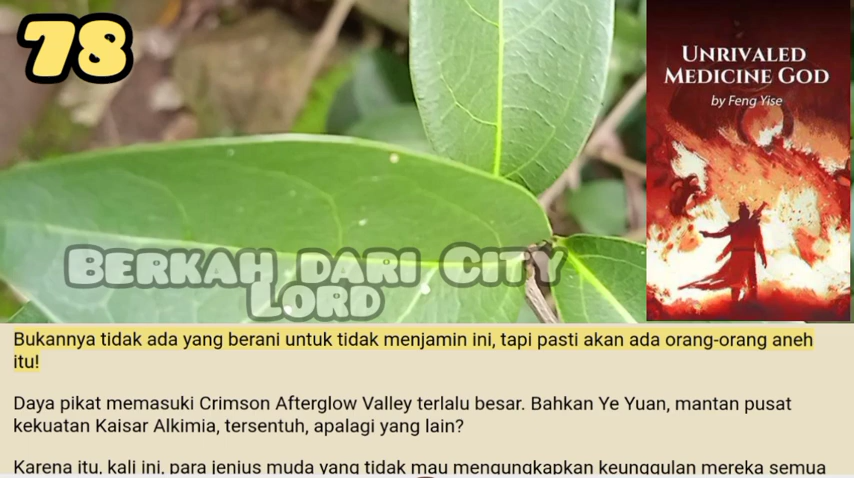 78
UNRIVALED
MEDICINE GOD
by Feng Yise
BERKAH DARI CITY
LORD
Bukannya tidak ada yang berani untuk tidak menjamin ini, tapi pasti akan ada orang-orang aneh
itu!
Daya pikat memasuki Crimson Afterglow Valley terlalu besar. Bahkan Ye Yuan, mantan pusat
kekuatan Kaisar Alkimia, tersentuh, apalagi yang lain?
Karena itu, kali ini, para jenius muda yang tidak mau mengungkapkan keunggulan mereka semua